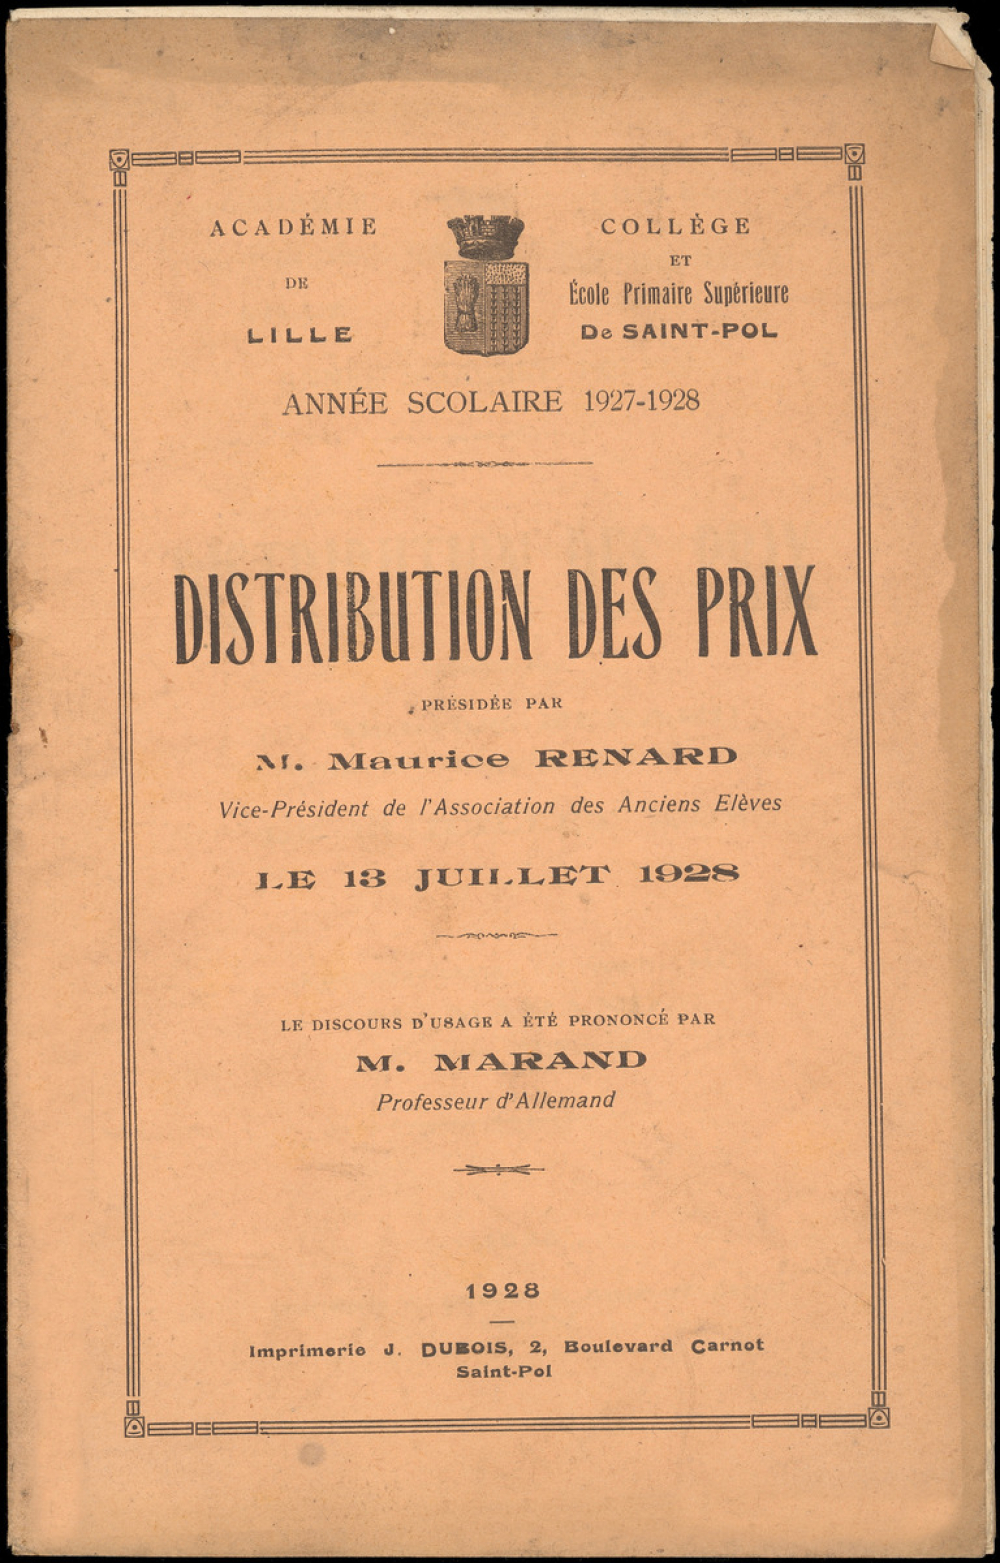 ACADÉMIE
DE
LILLE
COLLÈGE
ET
École Primaire Supérieure
De SAINT-POL
ANNÉE SCOLAIRE 1927-1928
DISTRIBUTION DES PRIX
PRÉSIDÉE PAR
M. Maurice RENARD
Vice-Président de l'Association des Anciens Elèves
LE 13 JUILLET 1928
LE DISCOURS D'USAGE A ÉTÉ PRONONCÉ PAR
M. MARAND
Professeur d'Allemand
1928
Imprimerie J. DUBOIS, 2, Boulevard Carnot
Saint-Pol